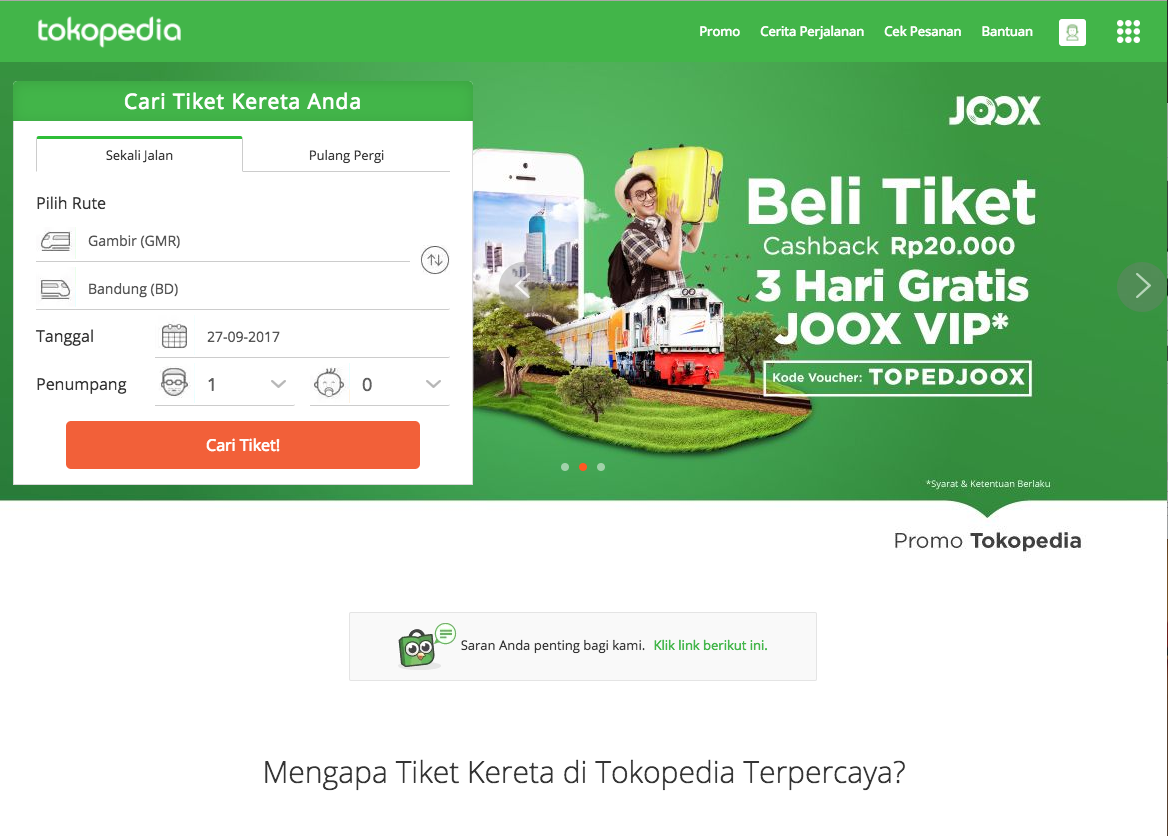 tokopedia
Promo Cerita Perjalanan Cek Pesanan Bantuan
Cari Tiket Kereta Anda
Sekali Jalan Pulang Pergi
Pilih Rute
Gambir (GMR)
Bandung (BD)
Tanggal 27-09-2017
Penumpang 1 0
Cari Tiket!
JOOX
Beli Tiket
Cashback Rp20.000
3 Hari Gratis
JOOX VIP*
Kode Voucher: TOPEDJOOX
*Syarat & Ketentuan Berlaku
Promo Tokopedia
Saran Anda penting bagi kami. Klik link berikut ini.
Mengapa Tiket Kereta di Tokopedia Terpercaya?